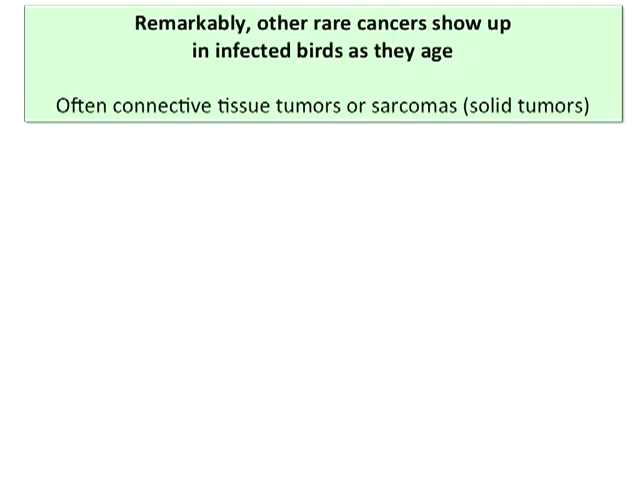 Remarkably, other rare cancers show up
in infected birds as they age
Often connective tissue tumors or sarcomas (solid tumors)